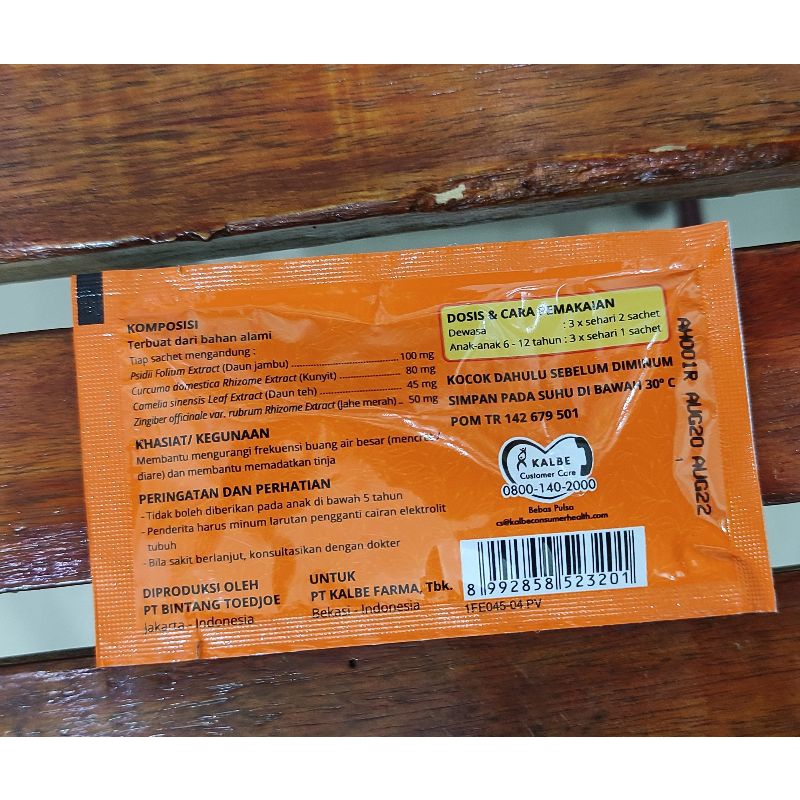 KOMPOSISI
Terbuat dari bahan alami
Tiap sachet mengandung :
Psidii Folium Extract (Daun jambu) ........................... 100 mg
Curcuma domestica Rhizome Extract (Kunyit) ................. 80 mg
Camelia sinensis Leaf Extract (Daun teh) ..................... 45 mg
Zingiber officinale var. rubrum Rhizome Extract (Jahe merah) .. 50 mg
KHASIAT/ KEGUNAAN
Membantu mengurangi frekuensi buang air besar (mencret/
diare) dan membantu memadatkan tinja
PERINGATAN DAN PERHATIAN
- Tidak boleh diberikan pada anak di bawah 5 tahun
- Penderita harus minum larutan pengganti cairan elektrolit
tubuh
- Bila sakit berlanjut, konsultasikan dengan dokter
DIPRODUKSI OLEH
PT BINTANG TOEDJOE
Jakarta - Indonesia
UNTUK
PT KALBE FARMA, Tbk.
Bekasi - Indonesia
DOSIS & CARA PEMAKAIAN
Dewasa : 3 x sehari 2 sachet
Anak-anak 6 - 12 tahun : 3 x sehari 1 sachet
KOCOK DAHULU SEBELUM DIMINUM
SIMPAN PADA SUHU DI BAWAH 30° C
POM TR 142 679 501
KALBE
Customer Care
0800-140-2000
Bebas Pulsa
cs@kalbeconsumerhealth.com
8 992858 523201
1FE045-04 PV
AM001R AUG20 AUG22